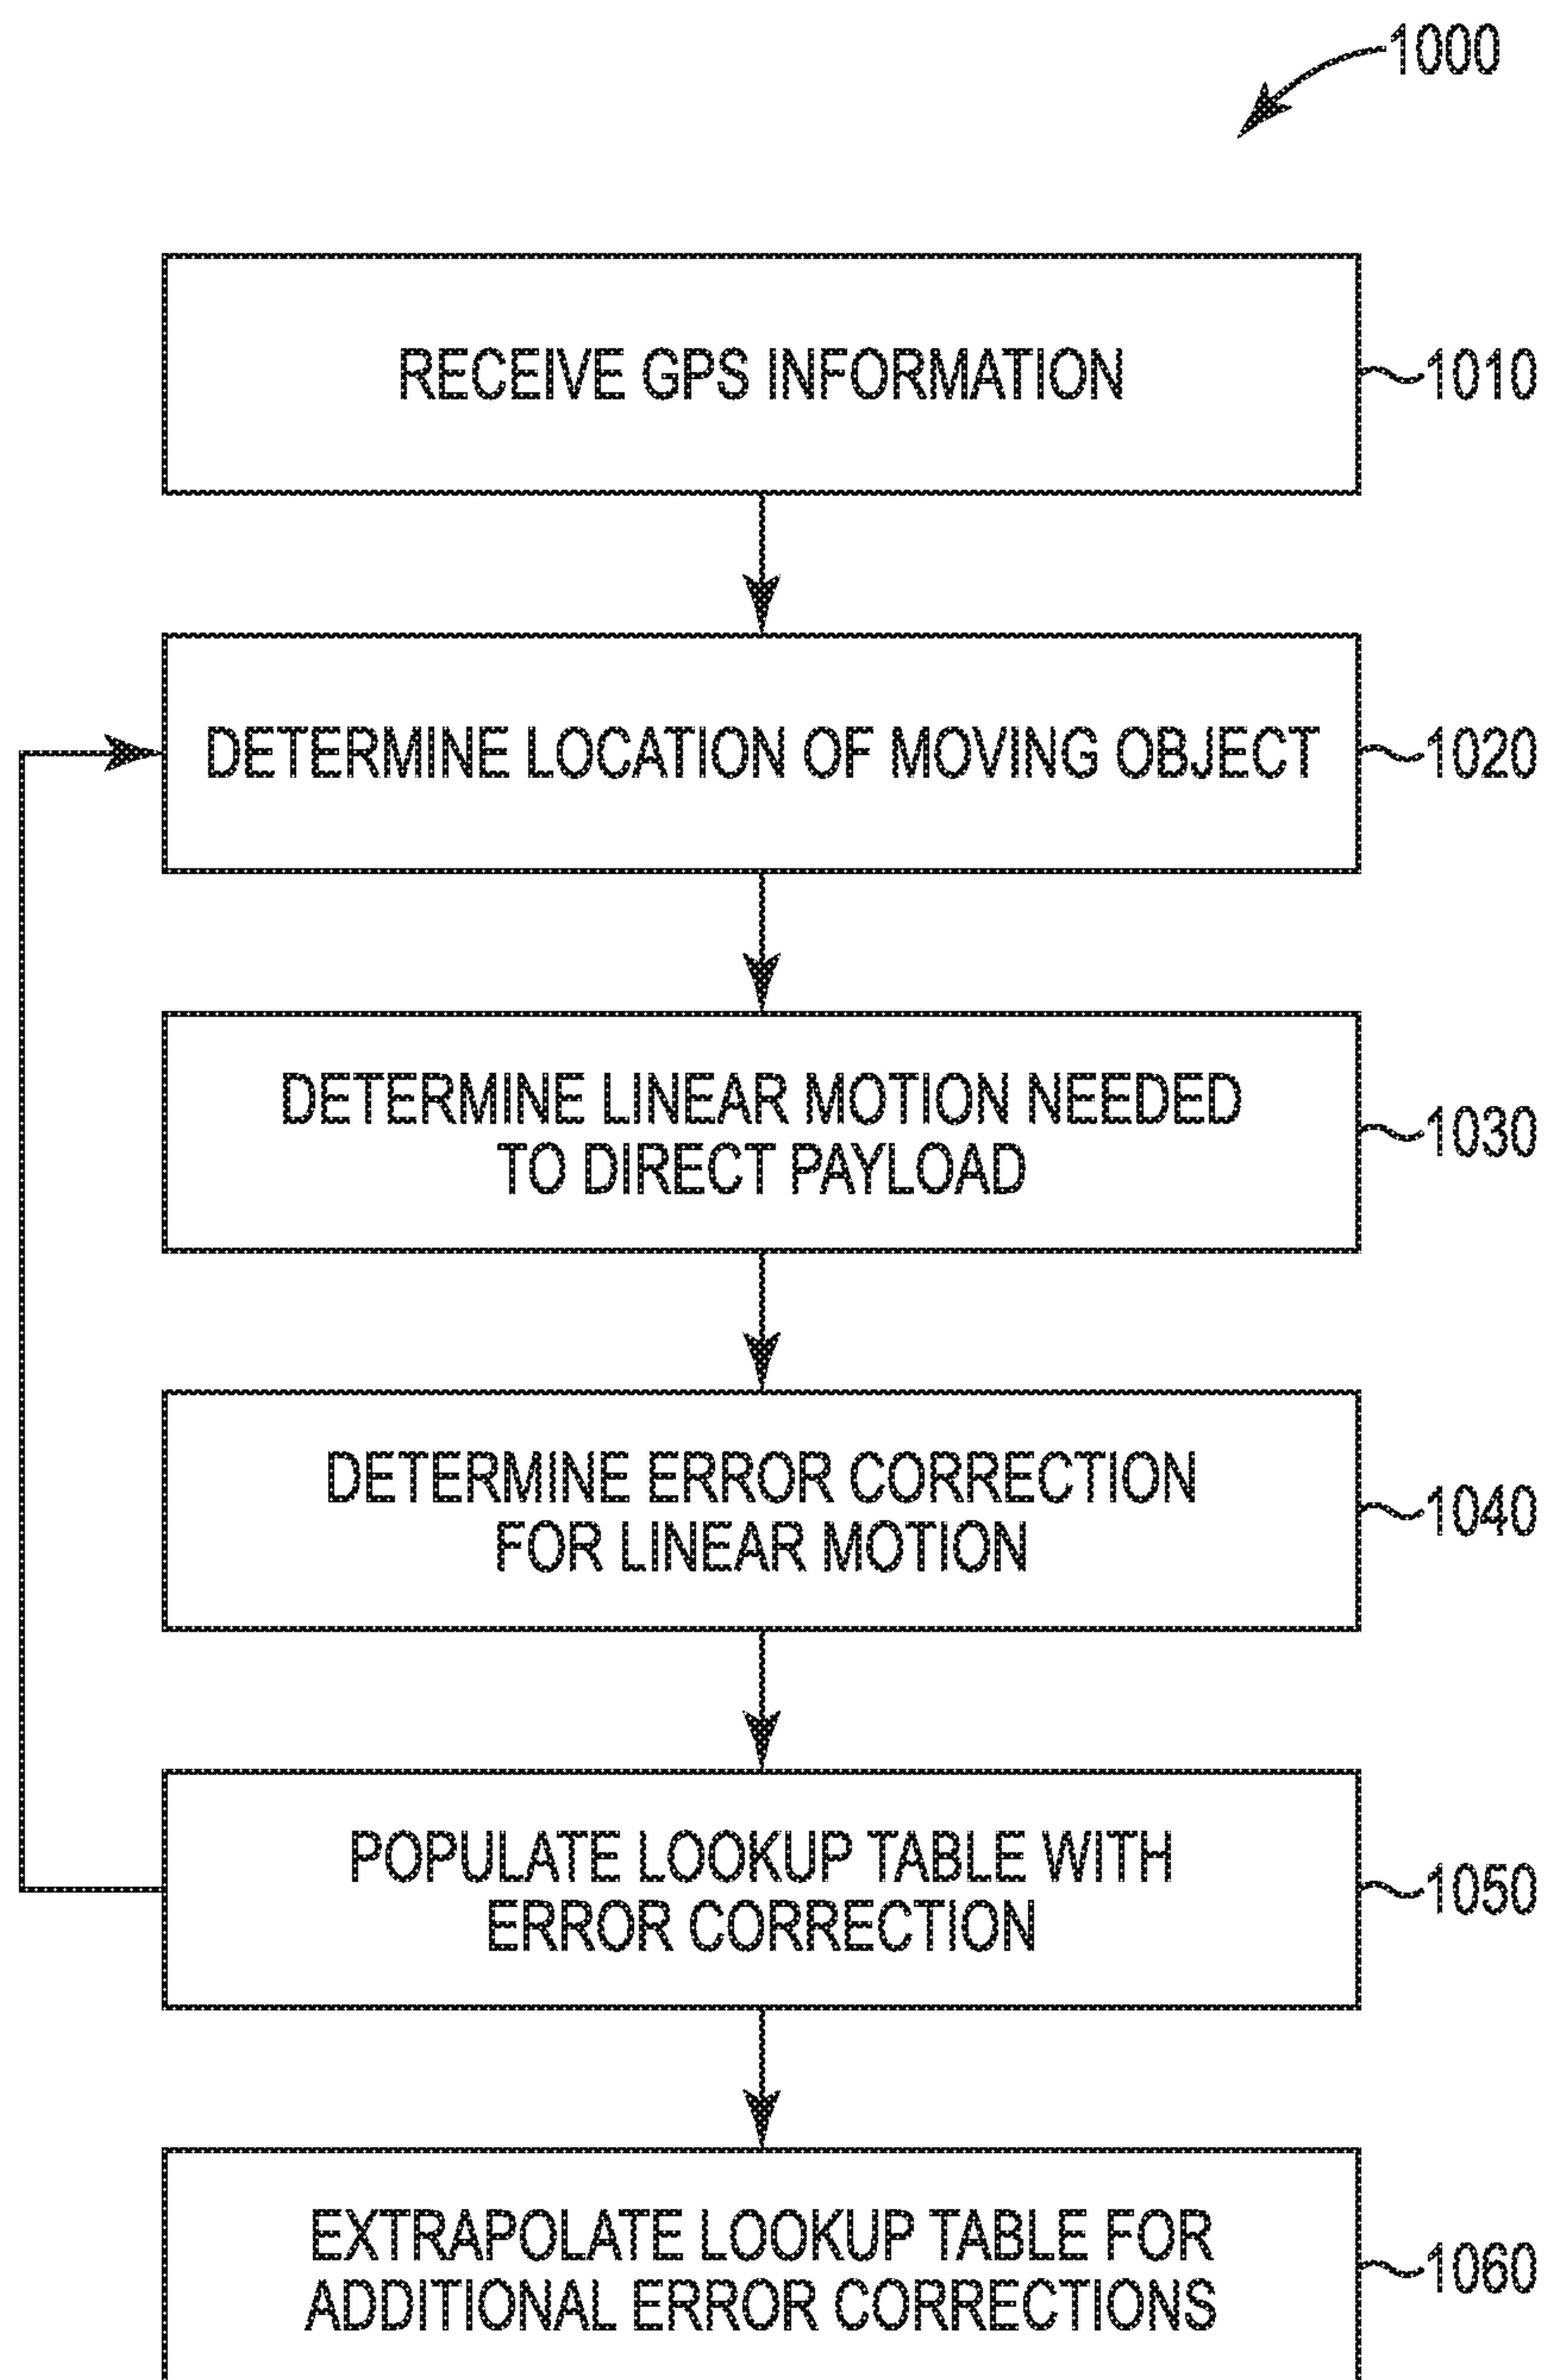 1000
RECEIVE GPS INFORMATION
1010
DETERMINE LOCATION OF MOVING OBJECT
1020
DETERMINE LINEAR MOTION NEEDED
TO DIRECT PAYLOAD
1030
DETERMINE ERROR CORRECTION
FOR LINEAR MOTION
1040
POPULATE LOOKUP TABLE WITH
ERROR CORRECTION
1050
EXTRAPOLATE LOOKUP TABLE FOR
ADDITIONAL ERROR CORRECTIONS
1060